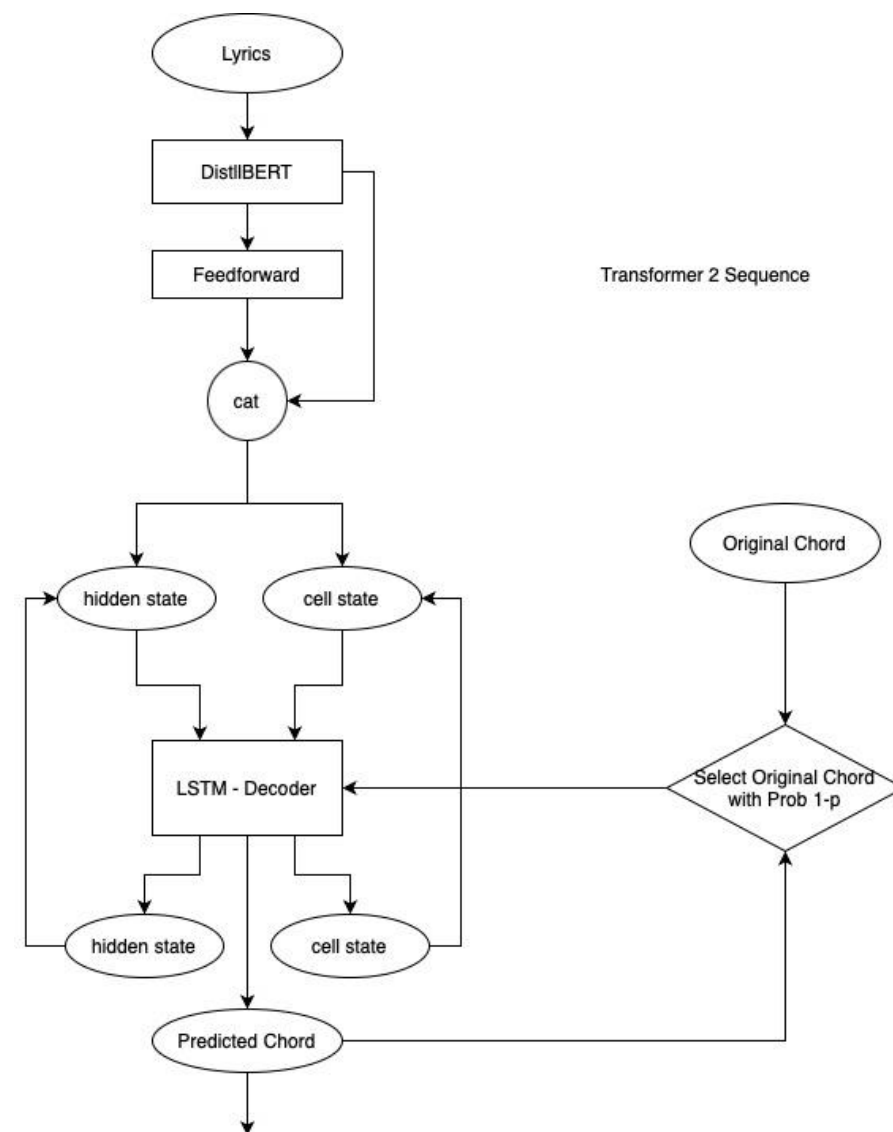 Lyrics
DistllBERT
Feedforward
Transformer 2 Sequence
cat
Original Chord
hidden state
cell state
LSTM - Decoder
Select Original Chord
with Prob 1-p
hidden state
cell state
Predicted Chord